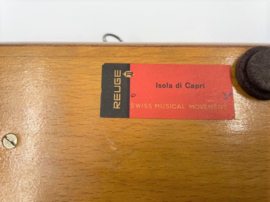 REUGE
Isola di Capri
SWISS MUSICAL MOVEMENT